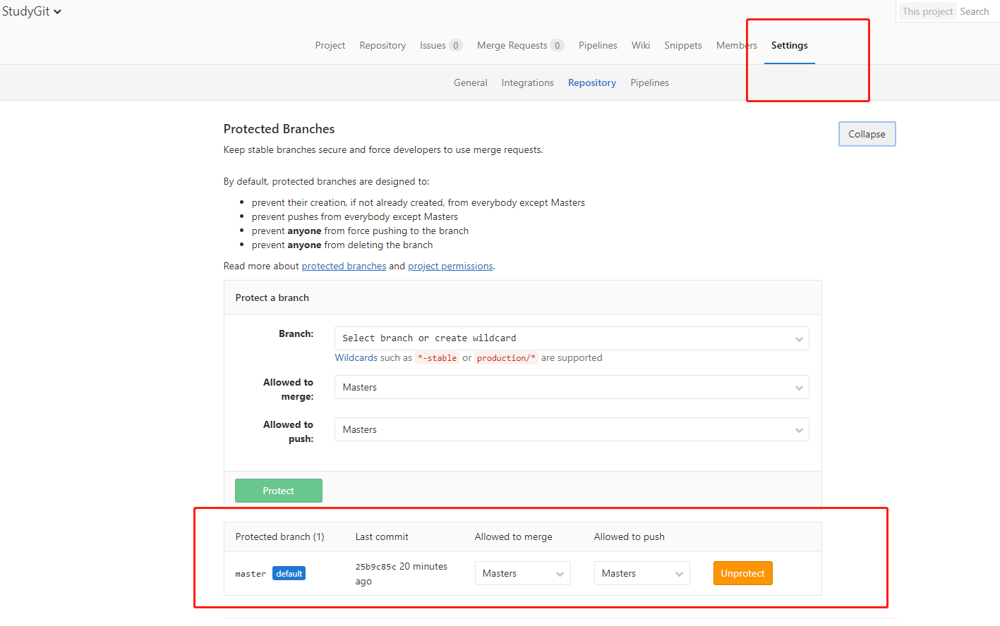 StudyGit
This project Search
Project Repository Issues 0 Merge Requests 0 Pipelines Wiki Snippets Members Settings
General Integrations Repository Pipelines
Protected Branches
Collapse
Keep stable branches secure and force developers to use merge requests.
By default, protected branches are designed to:
prevent their creation, if not already created, from everybody except Masters
prevent pushes from everybody except Masters
prevent anyone from force pushing to the branch
prevent anyone from deleting the branch
Read more about protected branches and project permissions.
Protect a branch
Branch: Select branch or create wildcard
Wildcards such as *-stable or production/* are supported
Allowed to
merge:
Masters
Allowed to
push:
Masters
Protect
Protected branch (1) Last commit Allowed to merge Allowed to push
master default 25b9c85c 20 minutes
ago
Masters Masters Unprotect